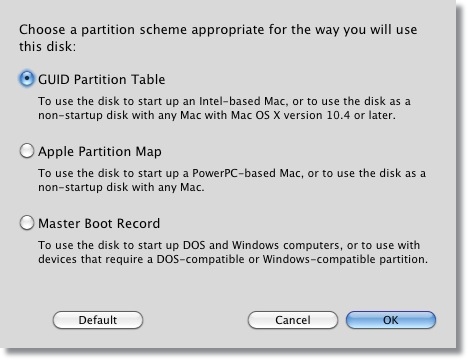 Choose a partition scheme appropriate for the way you will use
this disk:
GUID Partition Table
To use the disk to start up an Intel-based Mac, or to use the disk as a
non-startup disk with any Mac with Mac OS X version 10.4 or later.
Apple Partition Map
To use the disk to start up a PowerPC-based Mac, or to use the disk as a
non-startup disk with any Mac.
Master Boot Record
To use the disk to start up DOS and Windows computers, or to use with
devices that require a DOS-compatible or Windows-compatible partition.
Default Cancel OK